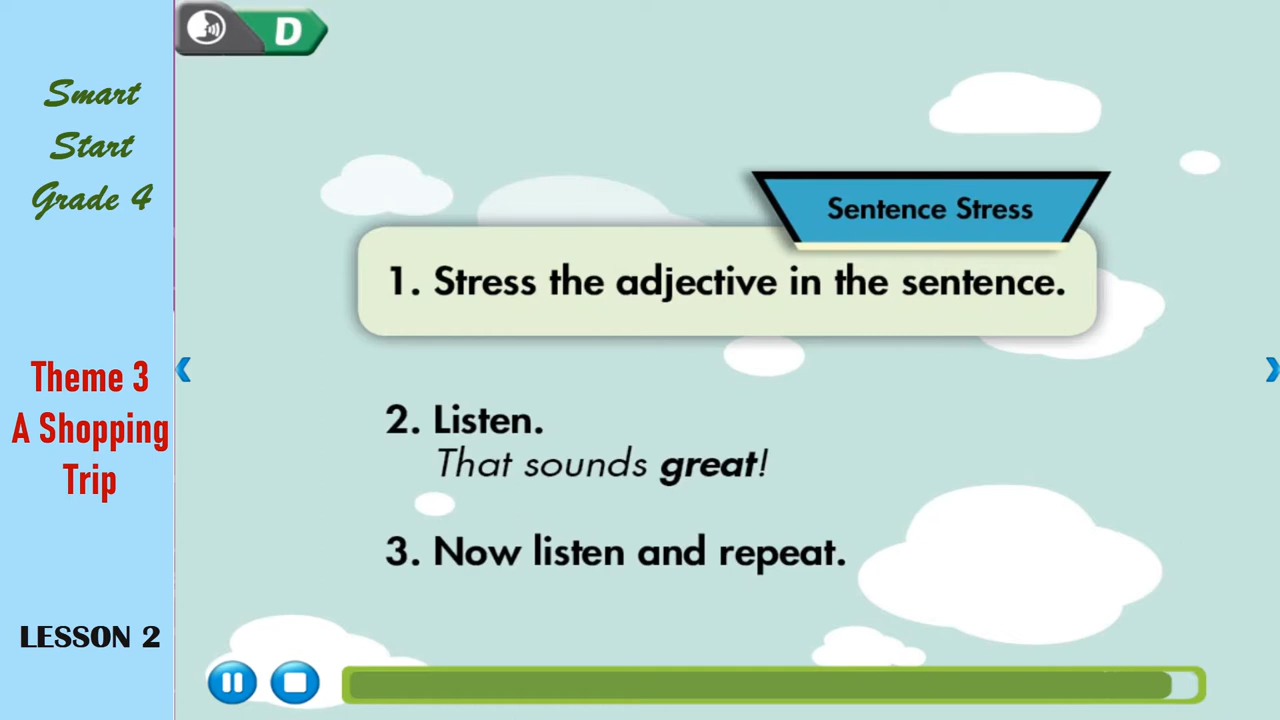 Smart
Start
Grade 4
Theme 3
A Shopping
Trip
LESSON 2
D
Sentence Stress
1. Stress the adjective in the sentence.
2. Listen.
That sounds great!
3. Now listen and repeat.